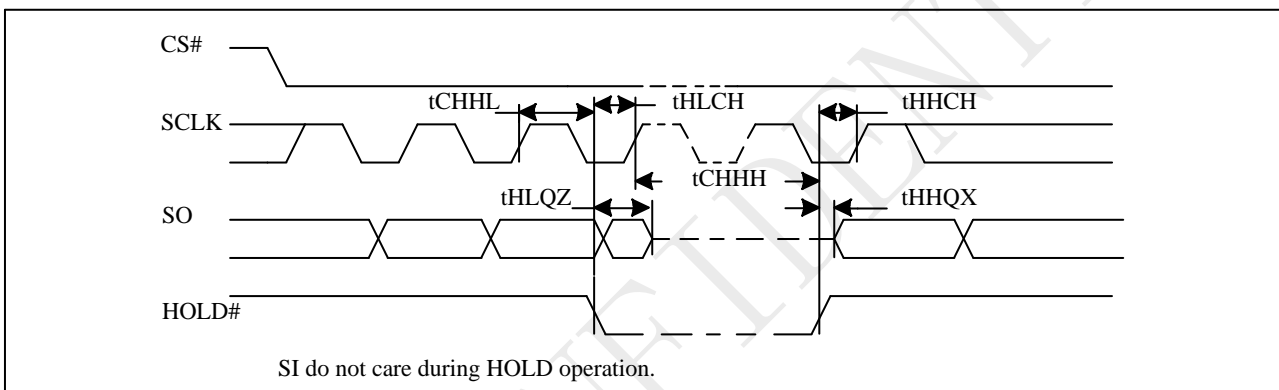 CS#
tCHHL
tHLCH
tHHCH
SCLK
tCHHH
tHLQZ
tHHQX
SO
HOLD#
SI do not care during HOLD operation.